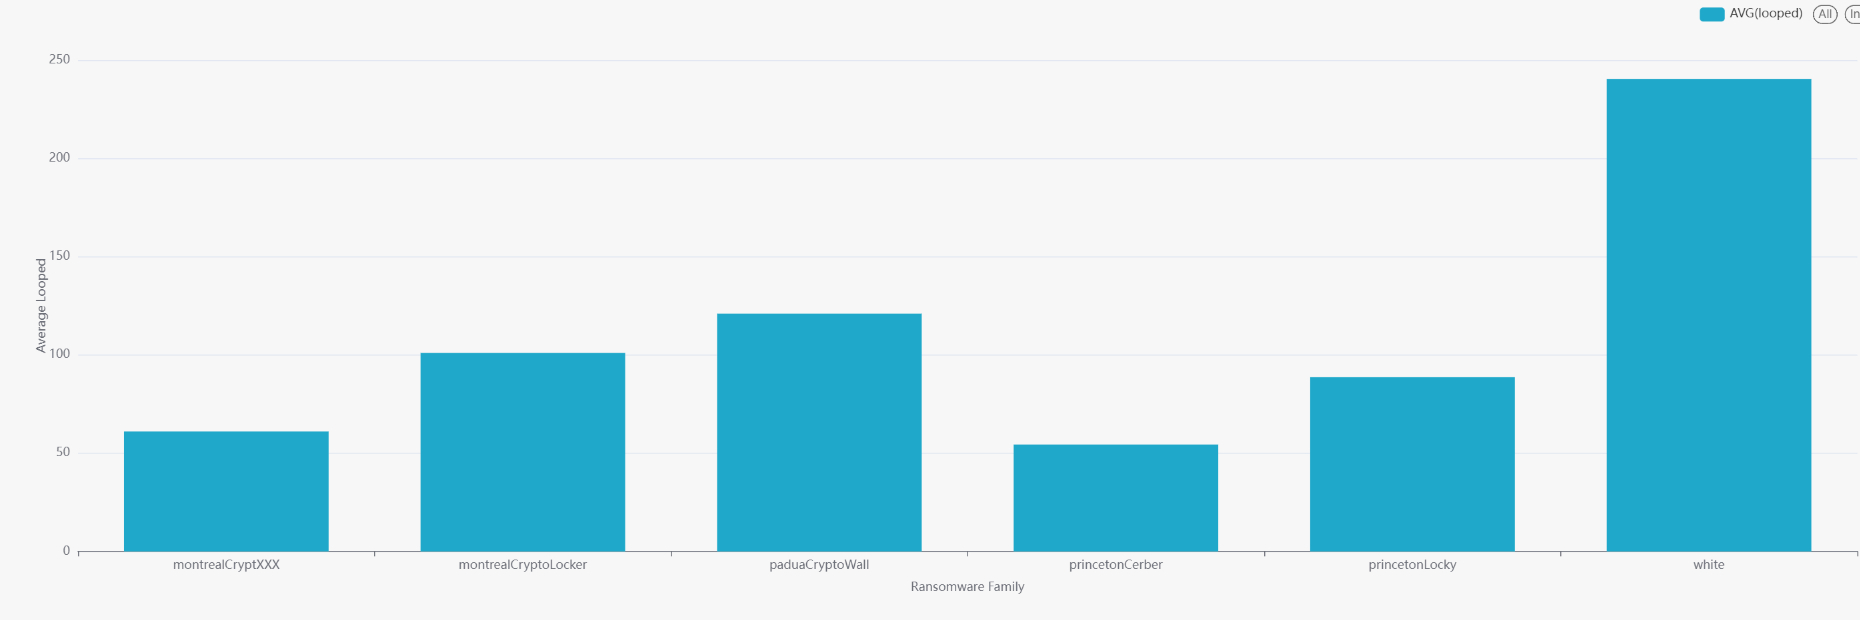 AVG(looped) All In
250
200
150
100
50
0
Average Looped
montrealCryptXXX montrealCryptoLocker paduaCryptoWall princetonCerber princetonLocky white
Ransomware Family